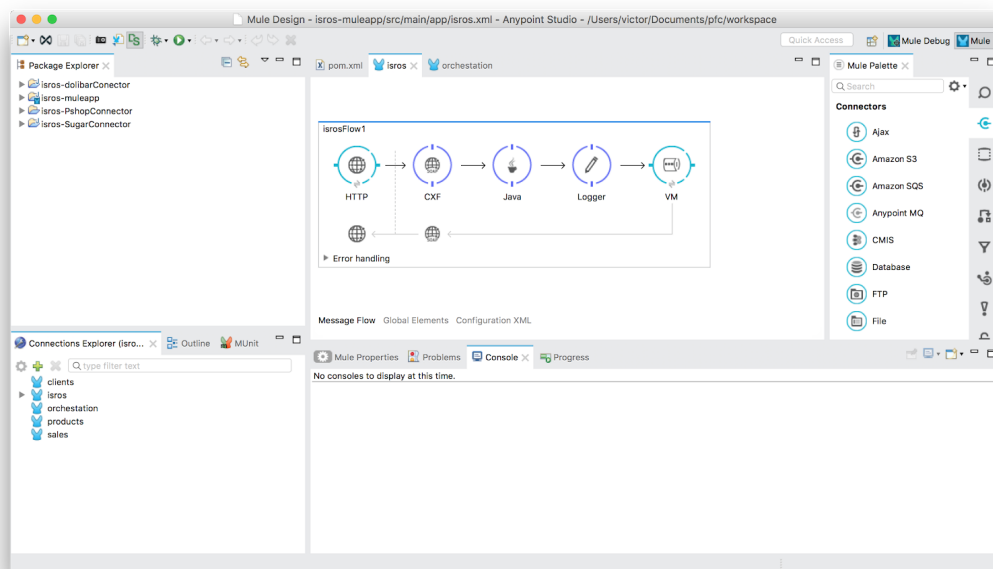 Mule Design - isros-muleapp/src/main/app/isros.xml - Anypoint Studio - /Users/victor/Documents/pfc/workspace
Quick Access
Mule Debug
Mule
Package Explorer
isros-dolibarConector
isros-muleapp
isros-PshopConnector
isros-SugarConnector
pom.xml
isros
orchestation
isrosFlow1
HTTP
CXF
Java
Logger
VM
SOAP
SOAP
Error handling
Message Flow
Global Elements
Configuration XML
Mule Palette
Search
Connectors
Ajax
Amazon S3
Amazon SQS
Anypoint MQ
CMIS
Database
FTP
File
Connections Explorer (isro...
Outline
MUnit
type filter text
clients
isros
orchestation
products
sales
Mule Properties
Problems
Console
Progress
No consoles to display at this time.